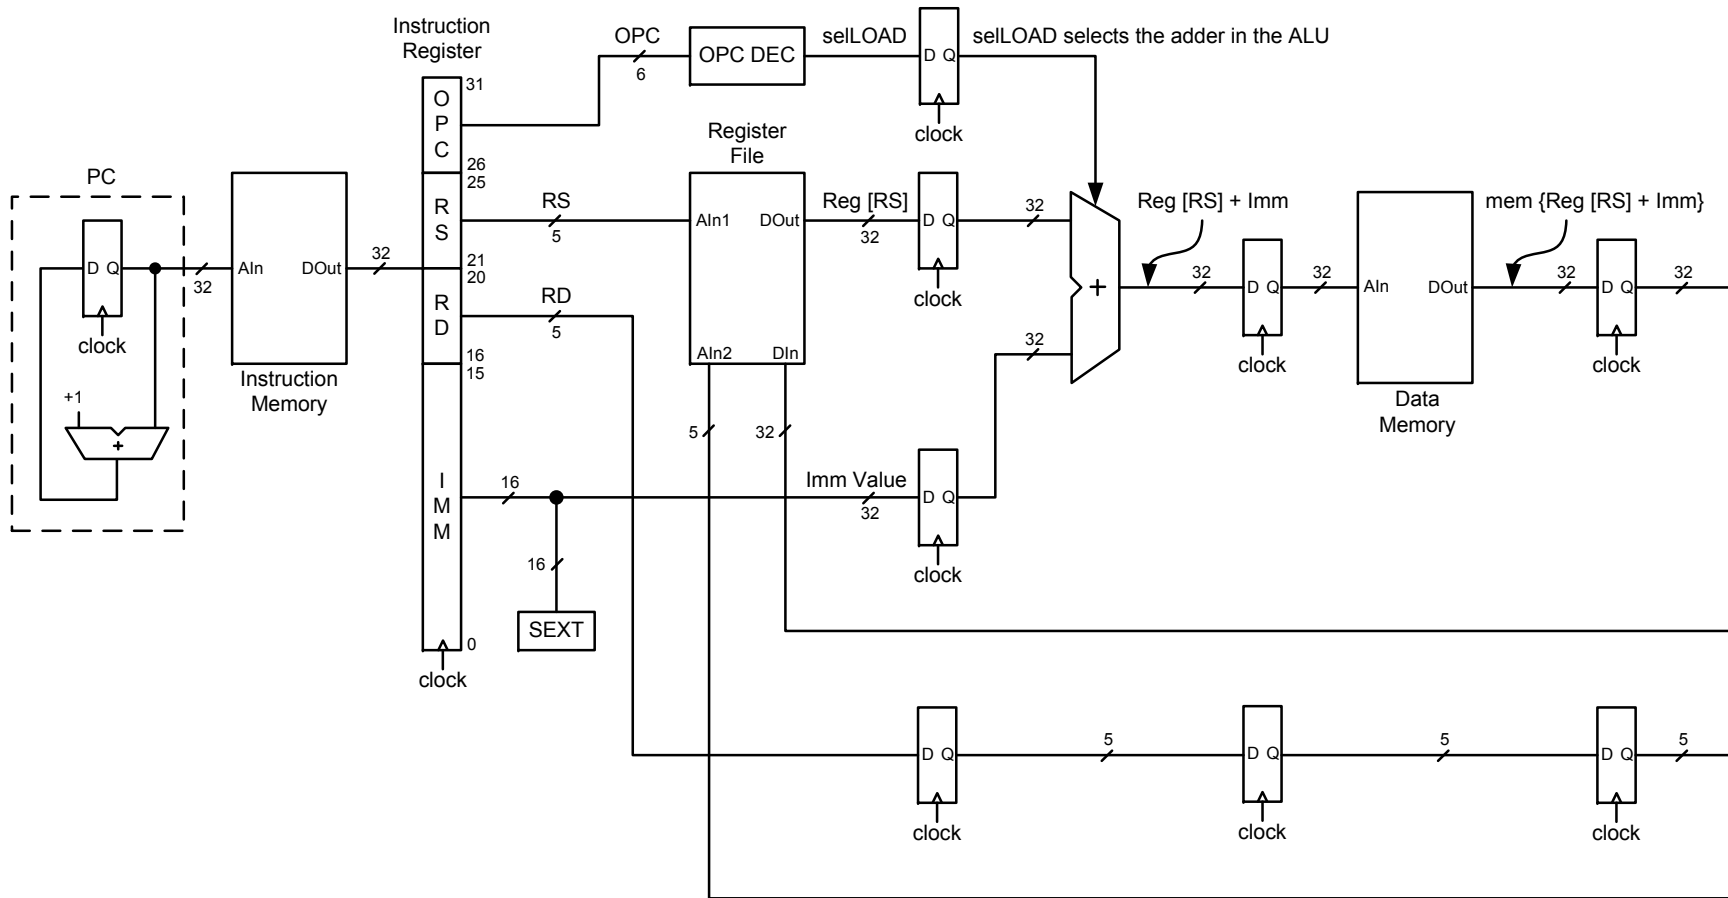 Instruction
Register
OPC
6
OPC DEC
selLOAD
D Q
clock
selLOAD selects the adder in the ALU
PC
D Q
clock
+1
+
32
AIn
DOut
Instruction
Memory
32
31
O
P
C
26
25
R
S
21
20
R
D
16
15
I
M
M
0
clock
RS
5
RD
5
16
16
SEXT
Register
File
AIn1
DOut
AIn2
DIn
5
32
Reg [RS]
32
D Q
clock
Imm Value
32
D Q
clock
32
32
+
Reg [RS] + Imm
32
D Q
clock
32
AIn
DOut
Data
Memory
mem {Reg [RS] + Imm}
32
D Q
clock
32
D Q
clock
5
D Q
clock
5
D Q
clock
5